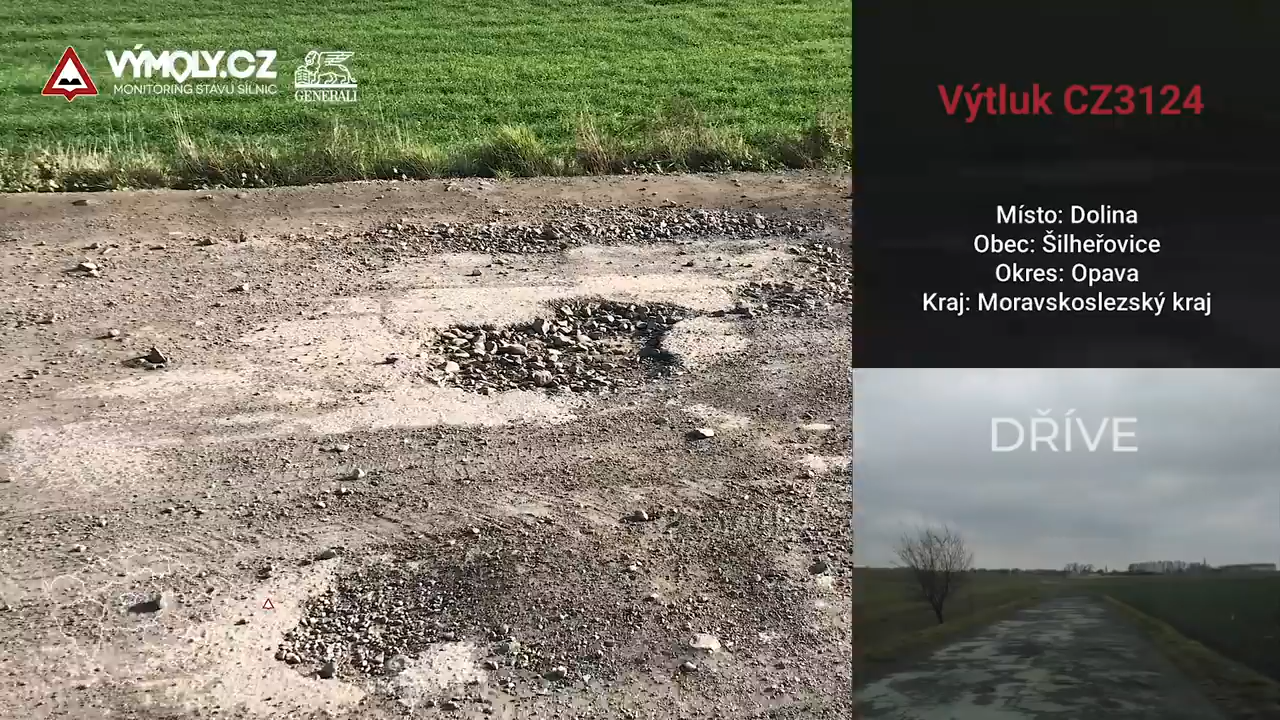 VÝMOLY.CZ
MONITORING STAVU SILNIC
GENERALI
Výtluk CZ3124
Místo: Dolina
Obec: Šilheřovice
Okres: Opava
Kraj: Moravskoslezský kraj
DŘÍVE